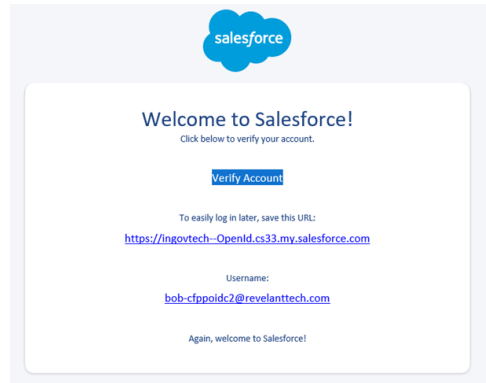 salesforce
Welcome to Salesforce!
Click below to verify your account.
Verify Account
To easily log in later, save this URL:
https://ingovtech--OpenId.cs33.my.salesforce.com
Username:
bob-cfppoidc2@revelanttech.com
Again, welcome to Salesforce!